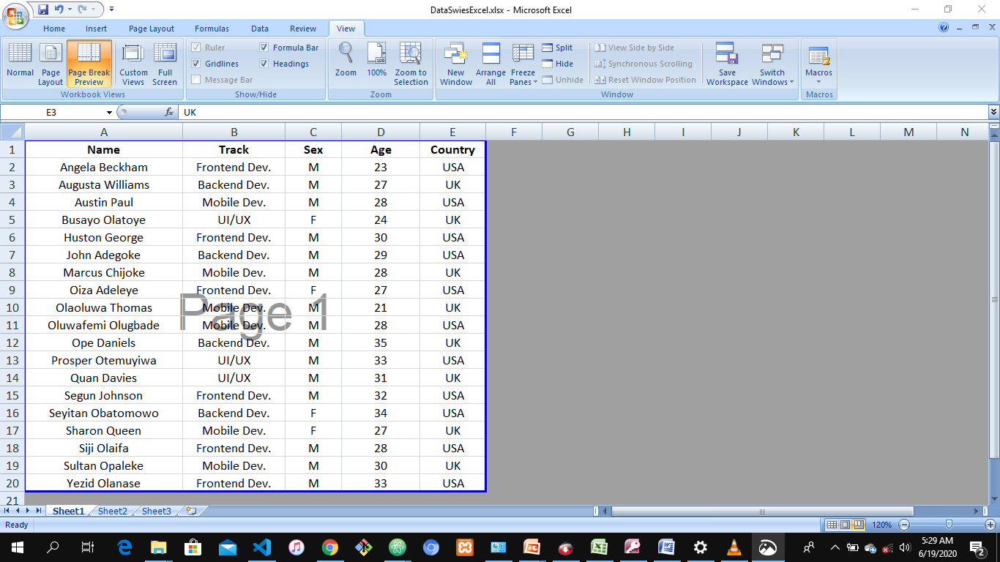 DataSwiesExcel.xlsx - Microsoft Excel
Home Insert Page Layout Formulas Data Review View
Normal Page Layout Page Break Preview Custom Views Full Screen
Workbook Views
Ruler Formula Bar
Gridlines Headings
Message Bar
Show/Hide
Zoom 100% Zoom to Selection
Zoom
New Window Arrange All Freeze Panes
Split View Side by Side
Hide Synchronous Scrolling
Unhide Reset Window Position
Save Workspace Switch Windows
Window
Macros
Macros
E3 fx UK
A B C D E F G H I J K L M N
1 Name Track Sex Age Country
2 Angela Beckham Frontend Dev. M 23 USA
3 Augusta Williams Backend Dev. M 27 UK
4 Austin Paul Mobile Dev. M 28 USA
5 Busayo Olatoye UI/UX F 24 UK
6 Huston George Frontend Dev. M 30 USA
7 John Adegoke Backend Dev. M 29 USA
8 Marcus Chijoke Mobile Dev. M 28 UK
9 Oiza Adeleye Frontend Dev. F 27 USA
10 Olaoluwa Thomas Mobile Dev. M 21 UK
Page 1
11 Oluwafemi Olugbade Mobile Dev. M 28 USA
12 Ope Daniels Backend Dev. M 35 UK
13 Prosper Otemuyiwa UI/UX M 33 USA
14 Quan Davies UI/UX M 31 UK
15 Segun Johnson Frontend Dev. M 32 USA
16 Seyitan Obatomowo Backend Dev. F 34 USA
17 Sharon Queen Mobile Dev. F 27 UK
18 Siji Olaifa Frontend Dev. M 28 USA
19 Sultan Opaleke Mobile Dev. M 30 UK
20 Yezid Olanase Frontend Dev. M 33 USA
21
Sheet1 Sheet2 Sheet3
Ready 120%
5:29 AM
6/19/2020
2